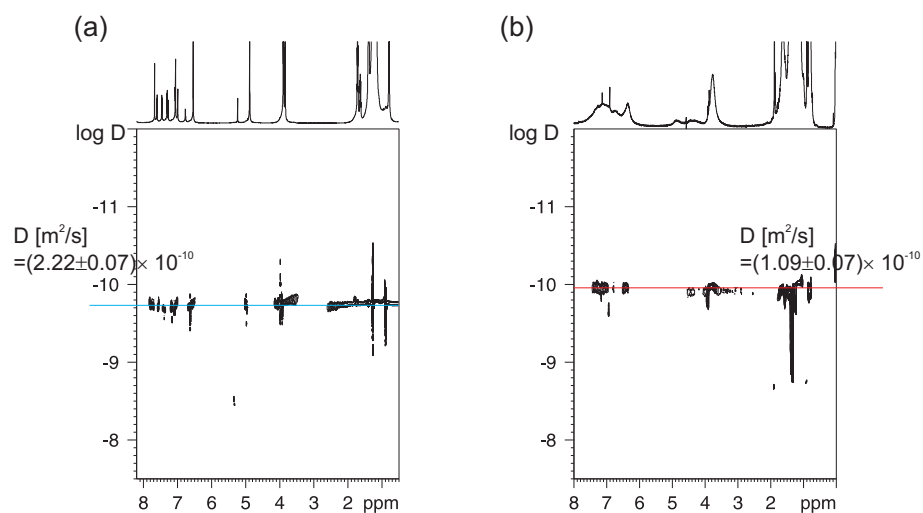 (a)
(b)
log D
log D
-11
-11
D [m²/s]
=(2.22±0.07)× 10⁻¹⁰
D [m²/s]
=(1.09±0.07)× 10⁻¹⁰
-10
-10
-9
-9
-8
-8
8 7 6 5 4 3 2 ppm
8 7 6 5 4 3 2 ppm